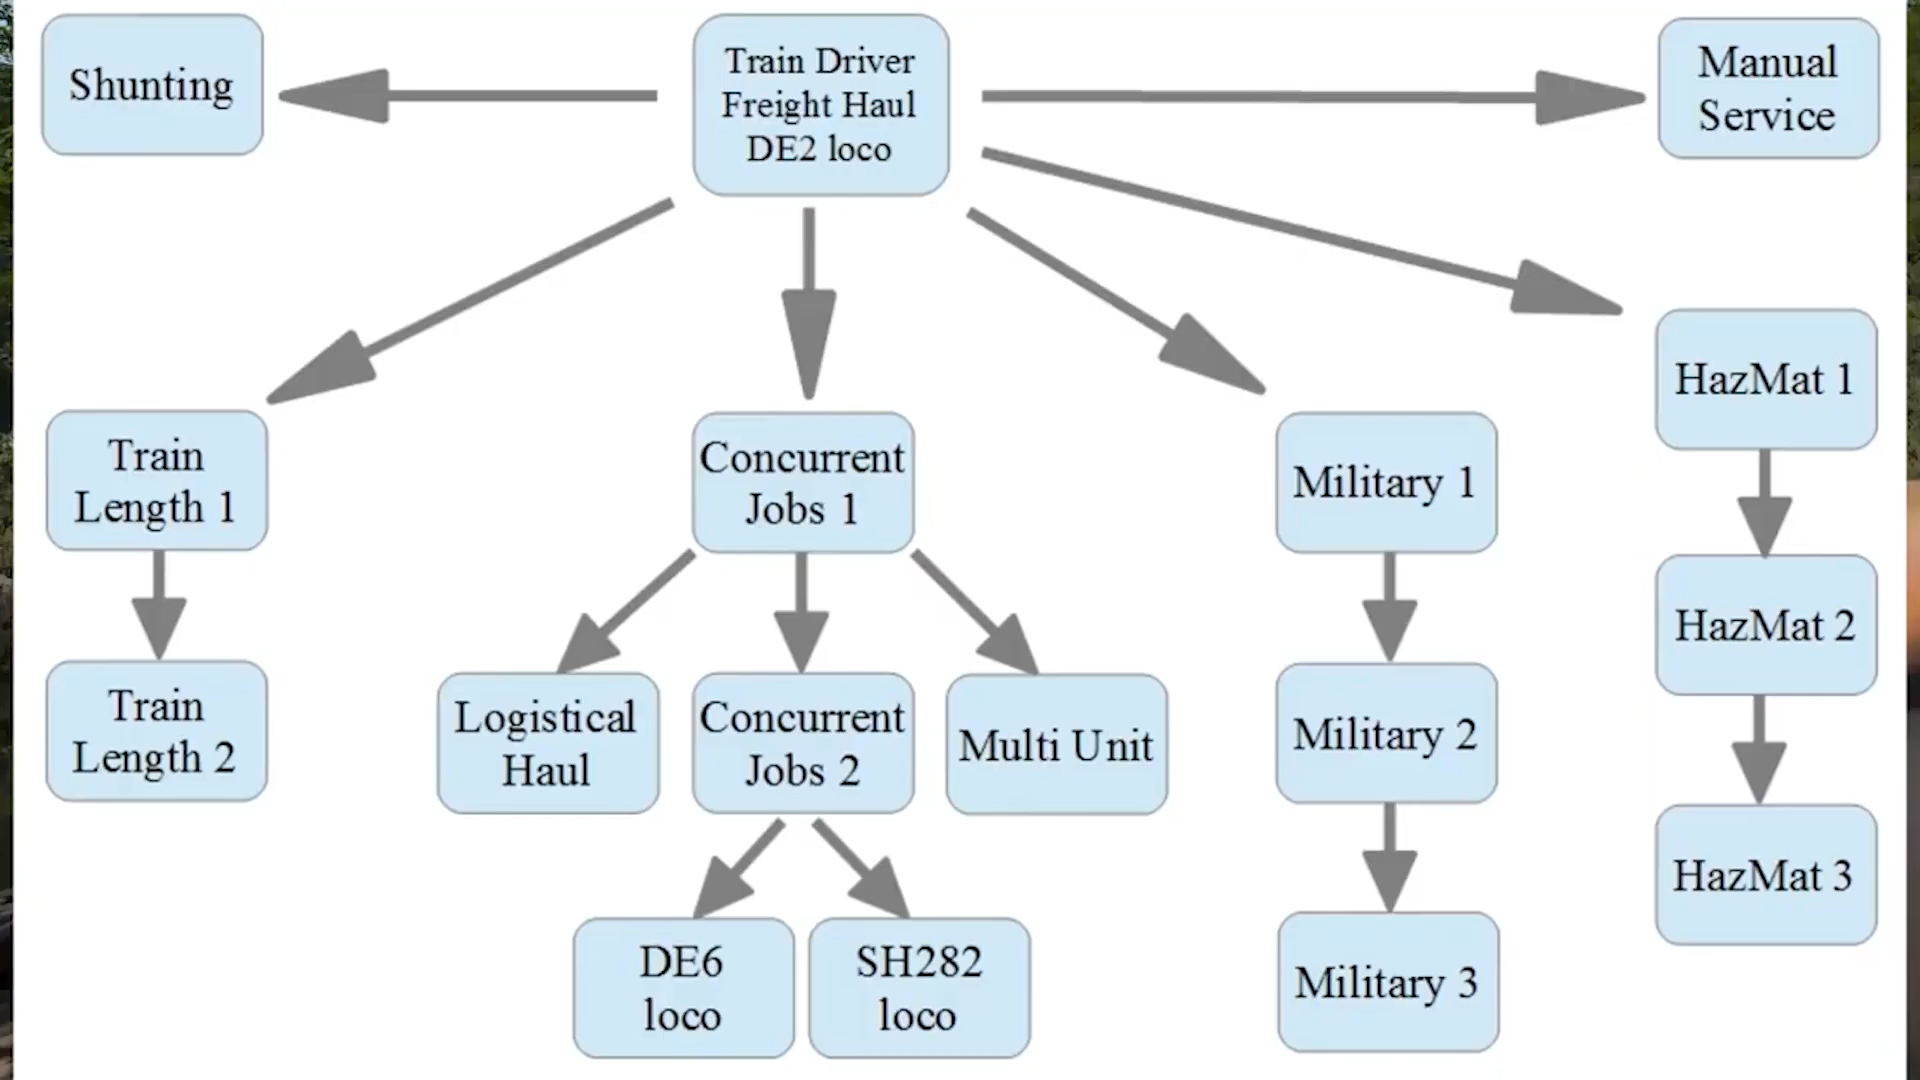 Shunting
Train Driver
Freight Haul
DE2 loco
Manual
Service
HazMat 1
Train
Length 1
Concurrent
Jobs 1
Military 1
HazMat 2
Train
Length 2
Logistical
Haul
Concurrent
Jobs 2
Multi Unit
Military 2
HazMat 3
DE6
loco
SH282
loco
Military 3